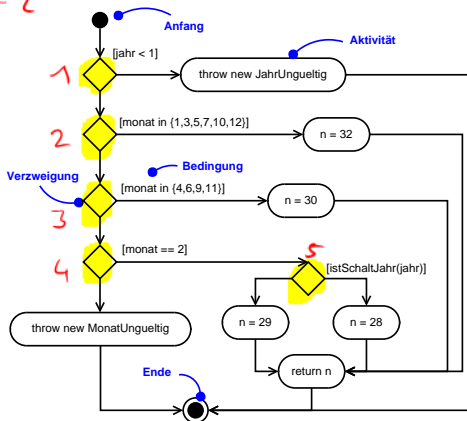 Anfang
[jahr < 1]
Aktivität
1
throw new JahrUngueltig
[monat in {1,3,5,7,10,12}]
2
n = 32
Bedingung
Verzweigung
[monat in {4,6,9,11}]
n = 30
3
[monat == 2]
5
4
[istSchaltJahr(jahr)]
throw new MonatUngueltig
n = 29
n = 28
Ende
return n